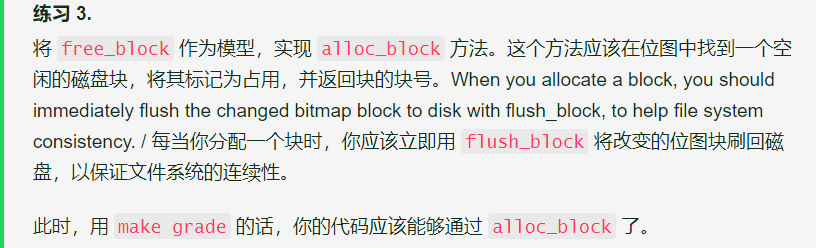 练习 3.
将 free_block 作为模型，实现 alloc_block 方法。这个方法应该在位图中找到一个空
闲的磁盘块，将其标记为占用，并返回块的块号。When you allocate a block, you should
immediately flush the changed bitmap block to disk with flush_block, to help file system
consistency. / 每当你分配一个块时，你应该立即用 flush_block 将改变的位图块刷回磁
盘，以保证文件系统的连续性。
此时，用 make grade 的话，你的代码应该能够通过 alloc_block 了。